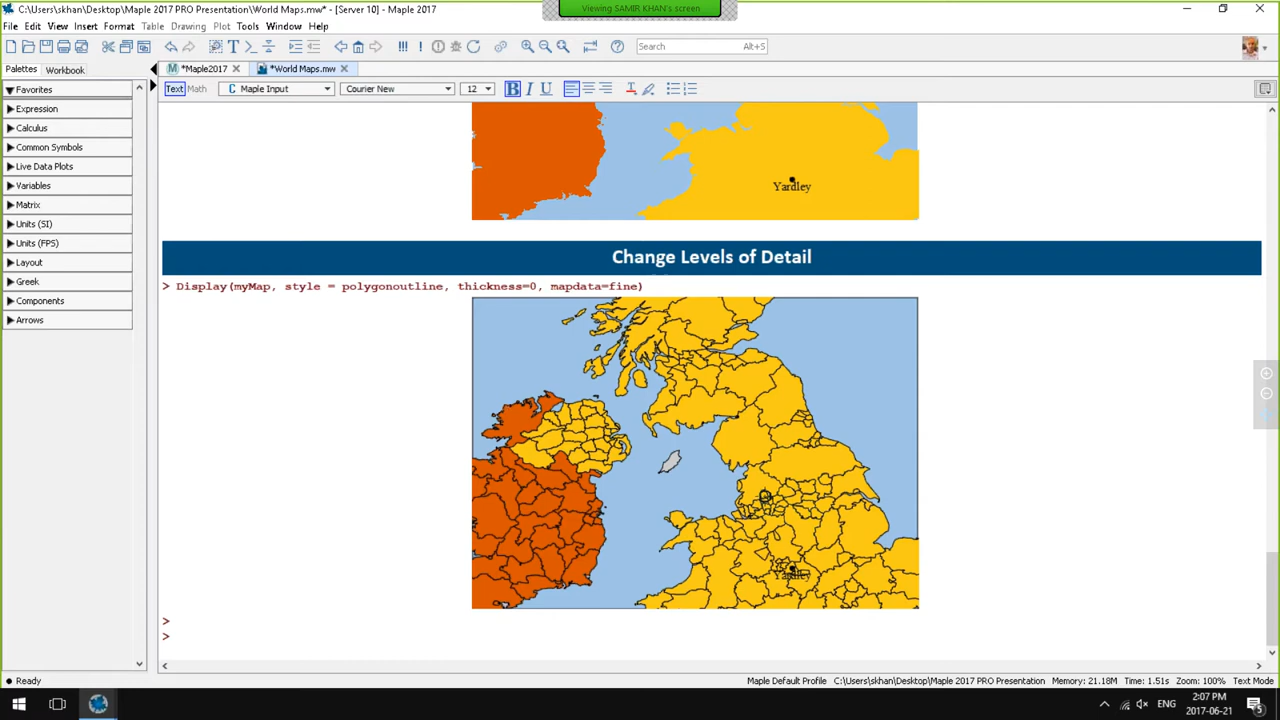 C:\Users\skhan\Desktop\Maple 2017 PRO Presentation\World Maps.mw* - [Server 10] - Maple 2017
Viewing SAMIR KHAN's screen
File Edit View Insert Format Table Drawing Plot Tools Window Help
Search Alt+S
Palettes Workbook
*Maple2017 *World Maps.mw
Text Math C Maple Input Courier New 12 B I U
Favorites
Expression
Calculus
Common Symbols
Live Data Plots
Variables
Matrix
Units (SI)
Units (FPS)
Layout
Greek
Components
Arrows
Yardley
Change Levels of Detail
> Display(myMap, style = polygonoutline, thickness=0, mapdata=fine)
Yardley
>
>
Ready
Maple Default Profile C:\Users\skhan\Desktop\Maple 2017 PRO Presentation Memory: 21.18M Time: 1.51s Zoom: 100% Text Mode
ENG
2:07 PM
2017-06-21
5